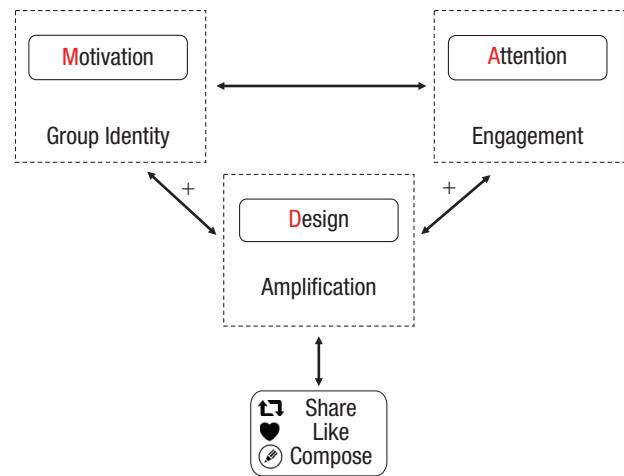 Motivation
Attention
Group Identity
Engagement
+
+
Design
Amplification
Share
Like
Compose